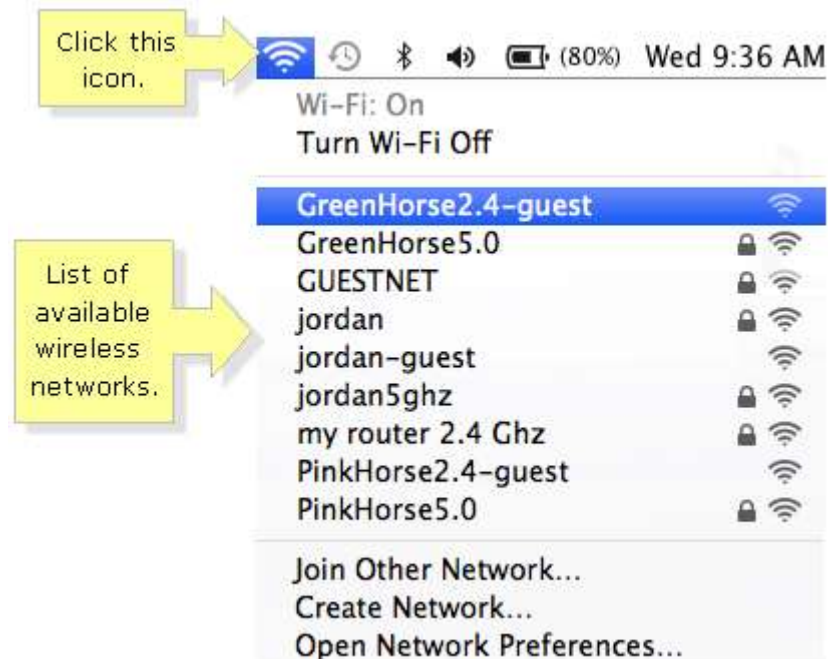 Click this
icon.
(80%) Wed 9:36 AM
Wi-Fi: On
Turn Wi-Fi Off
List of
available
wireless
networks.
GreenHorse2.4-guest
GreenHorse5.0
GUESTNET
jordan
jordan-guest
jordan5ghz
my router 2.4 Ghz
PinkHorse2.4-guest
PinkHorse5.0
Join Other Network...
Create Network...
Open Network Preferences...